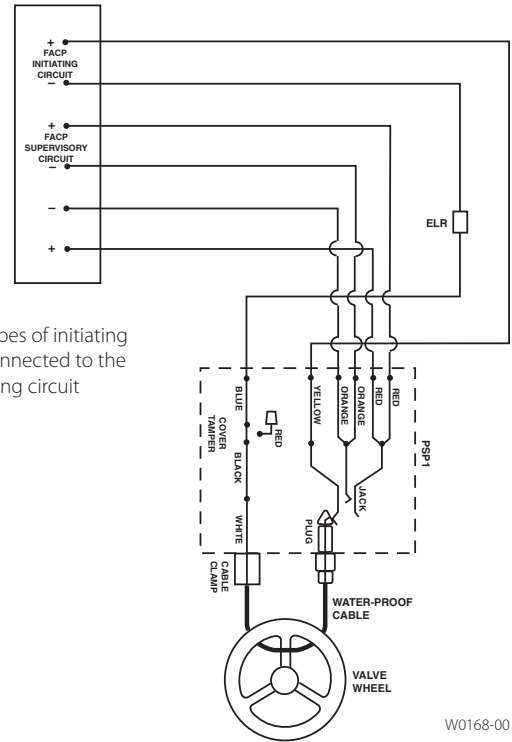 +
FACP
INITIATING
CIRCUIT
–
+
FACP
SUPERVISORY
CIRCUIT
–
–
+
ELR
pes of initiating
nnected to the
ng circuit
BLUE
YELLOW
ORANGE
ORANGE
RED
RED
COVER
TAMPER
RED
BLACK
PSP1
JACK
WHITE
PLUG
CABLE
CLAMP
WATER-PROOF
CABLE
VALVE
WHEEL
W0168-00